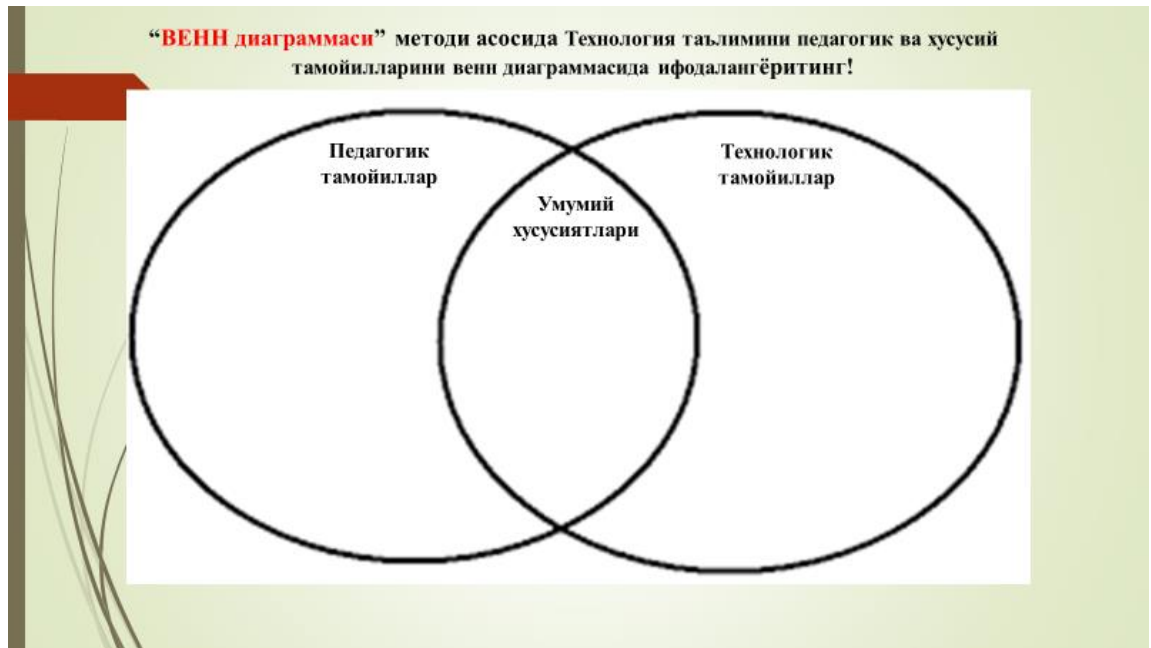 “ВЕНН диаграммаси” методи асосида Технология таълимини педагогик ва хусусий
тамойилларини венн диаграммасида ифодалангёритинг!
Педагогик
тамойиллар
Умумий
хусусиятлари
Технологик
тамойиллар